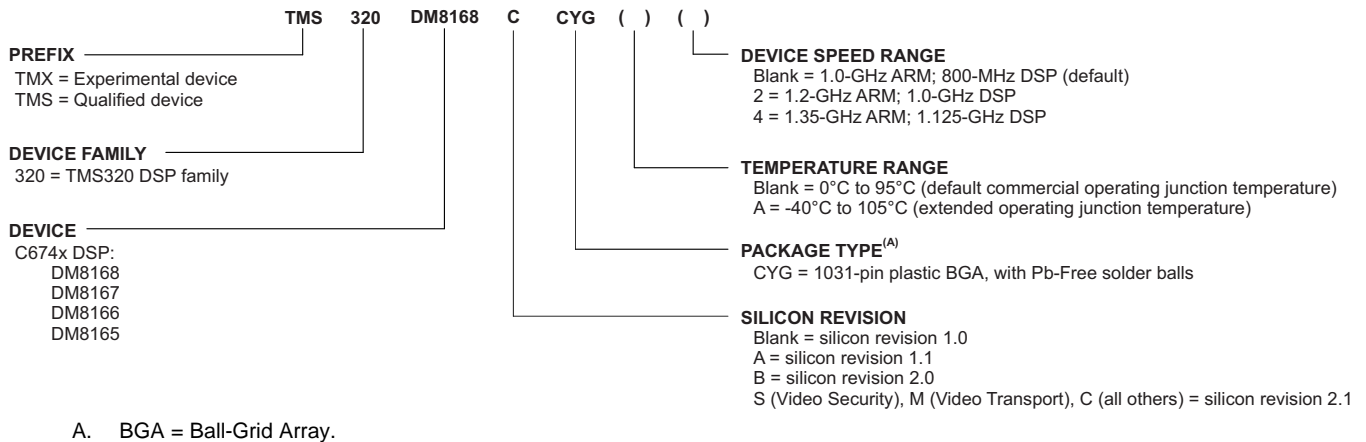 TMS 320 DM8168 C CYG ( ) ( )
PREFIX
TMX = Experimental device
TMS = Qualified device
DEVICE FAMILY
320 = TMS320 DSP family
DEVICE
C674x DSP:
DM8168
DM8167
DM8166
DM8165
DEVICE SPEED RANGE
Blank = 1.0-GHz ARM; 800-MHz DSP (default)
2 = 1.2-GHz ARM; 1.0-GHz DSP
4 = 1.35-GHz ARM; 1.125-GHz DSP
TEMPERATURE RANGE
Blank = 0°C to 95°C (default commercial operating junction temperature)
A = -40°C to 105°C (extended operating junction temperature)
PACKAGE TYPE(A)
CYG = 1031-pin plastic BGA, with Pb-Free solder balls
SILICON REVISION
Blank = silicon revision 1.0
A = silicon revision 1.1
B = silicon revision 2.0
S (Video Security), M (Video Transport), C (all others) = silicon revision 2.1
A. BGA = Ball-Grid Array.